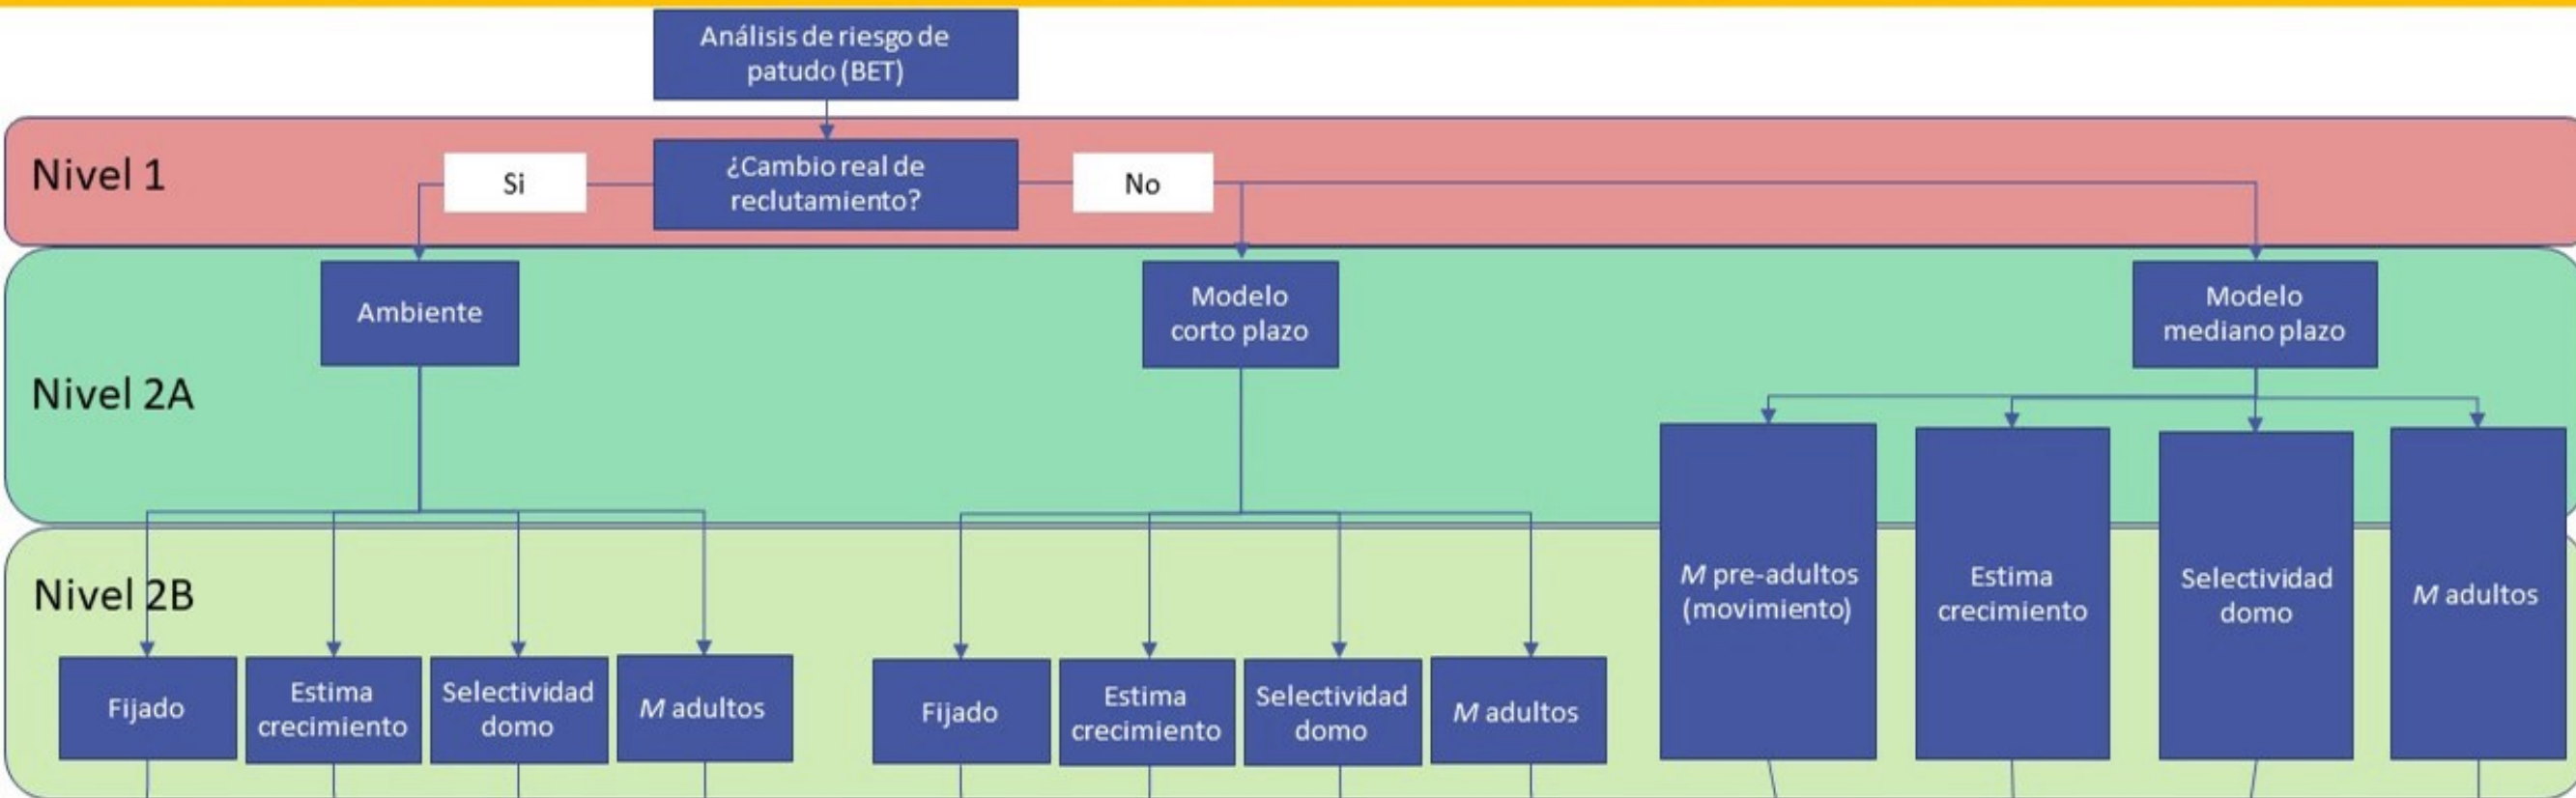 Análisis de riesgo de
patudo (BET)
Nivel 1
Si
¿Cambio real de
reclutamiento?
No
Nivel 2A
Ambiente
Modelo
corto plazo
Modelo
mediano plazo
Nivel 2B
Fijado
Estima
crecimiento
Selectividad
domo
M adultos
Fijado
Estima
crecimiento
Selectividad
domo
M adultos
M pre-adultos
(movimiento)
Estima
crecimiento
Selectividad
domo
M adultos